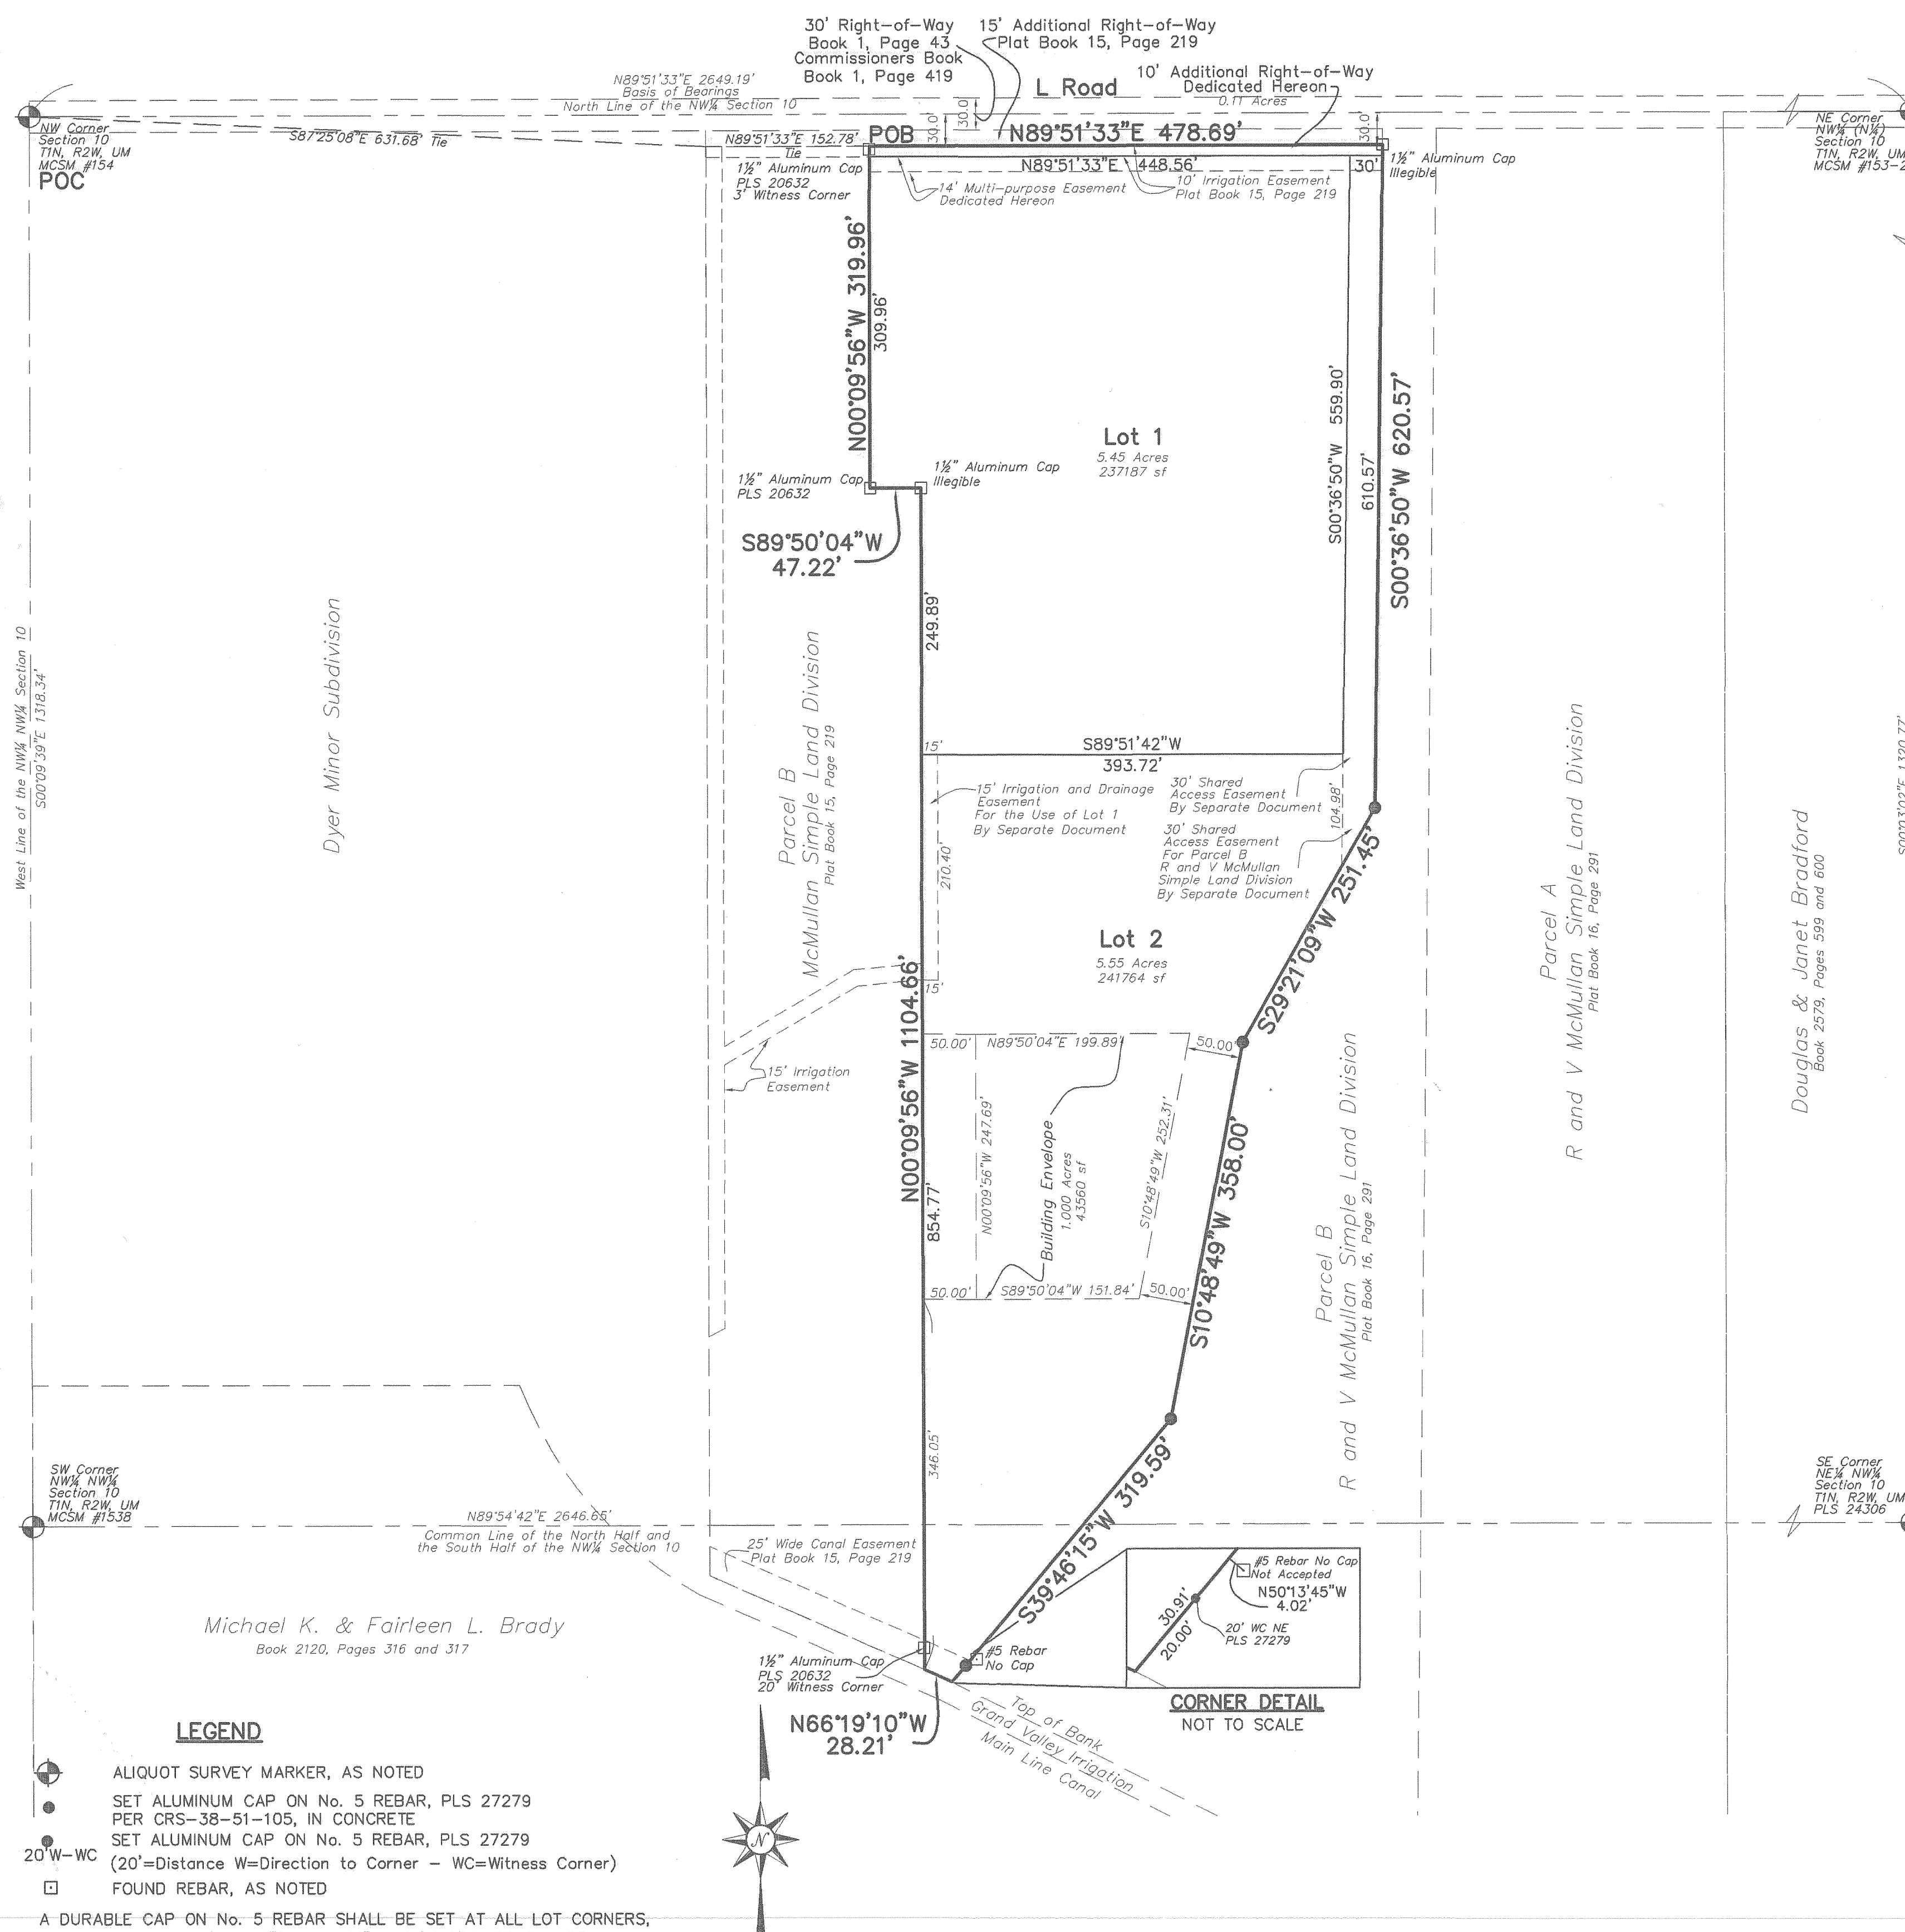 30' Right-of-Way
Book 1, Page 43
Commissioners Book
Book 1, Page 419
15' Additional Right-of-Way
Plat Book 15, Page 219
L Road
10' Additional Right-of-Way
Dedicated Hereon
0.11 Acres
N89°51'33"E 2649.19'
Basis of Bearings
North Line of the NW¼ Section 10
NW Corner
Section 10
T1N, R2W, UM
MCSM #154
POC
S87°25'08"E 631.68' Tie
N89°51'33"E 152.78'
Tie
POB
30.0'
30.0'
N89°51'33"E 478.69'
30.0'
NE Corner
NW¼ (N¼)
Section 10
T1N, R2W, UM
1½" Aluminum Cap
PLS 20632
3' Witness Corner
N89°51'33"E 448.56'
30'
1½" Aluminum Cap
Illegible
14' Multi-purpose Easement
Dedicated Hereon
10' Irrigation Easement
Plat Book 15, Page 219
N00°09'56"W 319.96'
309.96'
Lot 1
5.45 Acres
237187 sf
S00°36'50"W 559.90'
610.57'
S00°36'50"W 620.57'
1½" Aluminum Cap
PLS 20632
1½" Aluminum Cap
Illegible
S89°50'04"W
47.22'
249.89'
West Line of the NW¼ NW¼ Section 10
S00°09'39"E 1318.34'
Dyer Minor Subdivision
Parcel B
McMullan Simple Land Division
Plat Book 15, Page 219
15'
S89°51'42"W
393.72'
15' Irrigation and Drainage
Easement
For the Use of Lot 1
By Separate Document
30' Shared
Access Easement
By Separate Document
30' Shared
Access Easement
For Parcel B
R and V McMullan
Simple Land Division
By Separate Document
104.98'
210.40'
15'
S29°21'09"W 251.45'
Lot 2
5.55 Acres
241764 sf
N00°09'56"W 1104.66'
Parcel A
R and V McMullan Simple Land Division
Plat Book 16, Page 291
Douglas & Janet Bradford
Book 2579, Pages 599 and 600
50.00'
N89°50'04"E 199.89'
50.00'
15' Irrigation
Easement
N00°09'56"W 247.69'
Building Envelope
1.000 Acres
43560 sf
S10°48'49"W 252.31'
S10°48'49"W 358.00'
854.77'
50.00'
S89°50'04"W 151.84'
50.00'
Parcel B
R and V McMullan Simple Land Division
Plat Book 16, Page 291
346.05'
S39°46'15"W 319.59'
SW Corner
NW¼ NW¼
Section 10
T1N, R2W, UM
MCSM #1538
N89°54'42"E 2646.65'
Common Line of the North Half and
the South Half of the NW¼ Section 10
SE Corner
NE¼ NW¼
Section 10
T1N, R2W, UM
PLS 24306
25' Wide Canal Easement
Plat Book 15, Page 219
Michael K. & Fairleen L. Brady
Book 2120, Pages 316 and 317
1½" Aluminum Cap
PLS 20632
20' Witness Corner
#5 Rebar
No Cap
N66°19'10"W
28.21'
#5 Rebar No Cap
Not Accepted
N50°13'45"W
4.02'
30.91'
20.00'
20' WC NE
PLS 27279
CORNER DETAIL
NOT TO SCALE
Top of Bank
Grand Valley Irrigation
Main Line Canal
LEGEND
ALIQUOT SURVEY MARKER, AS NOTED
SET ALUMINUM CAP ON No. 5 REBAR, PLS 27279
PER CRS-38-51-105, IN CONCRETE
SET ALUMINUM CAP ON No. 5 REBAR, PLS 27279
20'W-WC
(20'=Distance W=Direction to Corner - WC=Witness Corner)
FOUND REBAR, AS NOTED
N
A DURABLE CAP ON No. 5 REBAR SHALL BE SET AT ALL LOT CORNERS,